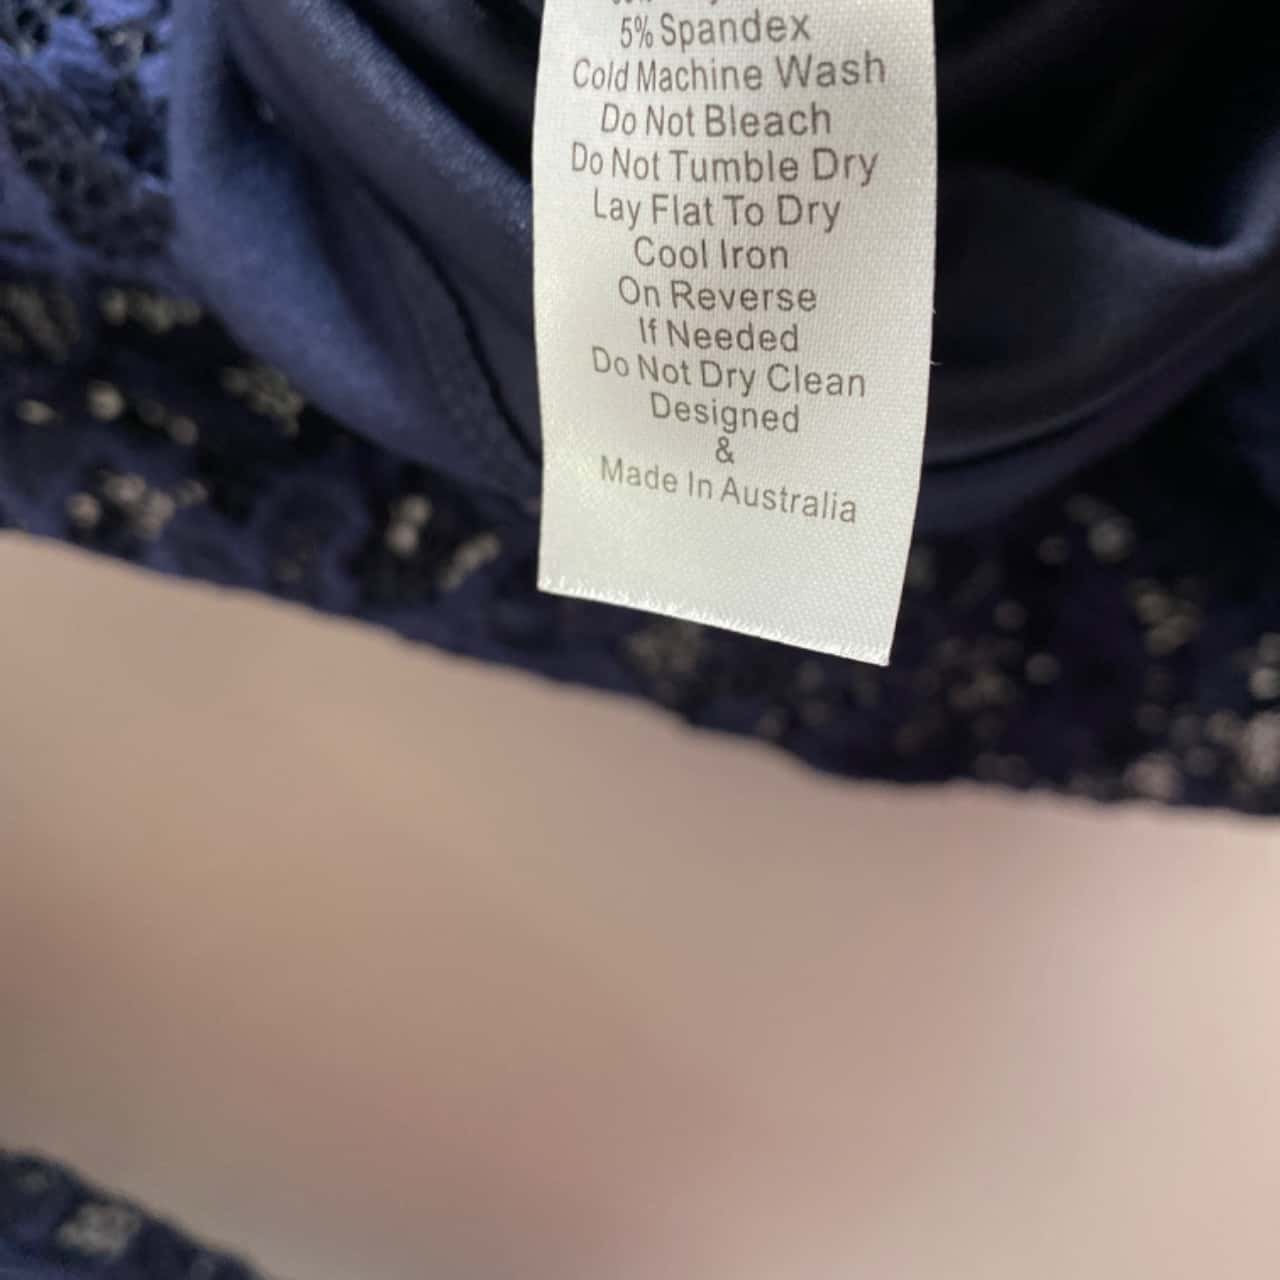 5% Spandex
Cold Machine Wash
Do Not Bleach
Do Not Tumble Dry
Lay Flat To Dry
Cool Iron
On Reverse
If Needed
Do Not Dry Clean
Designed
&
Made In Australia